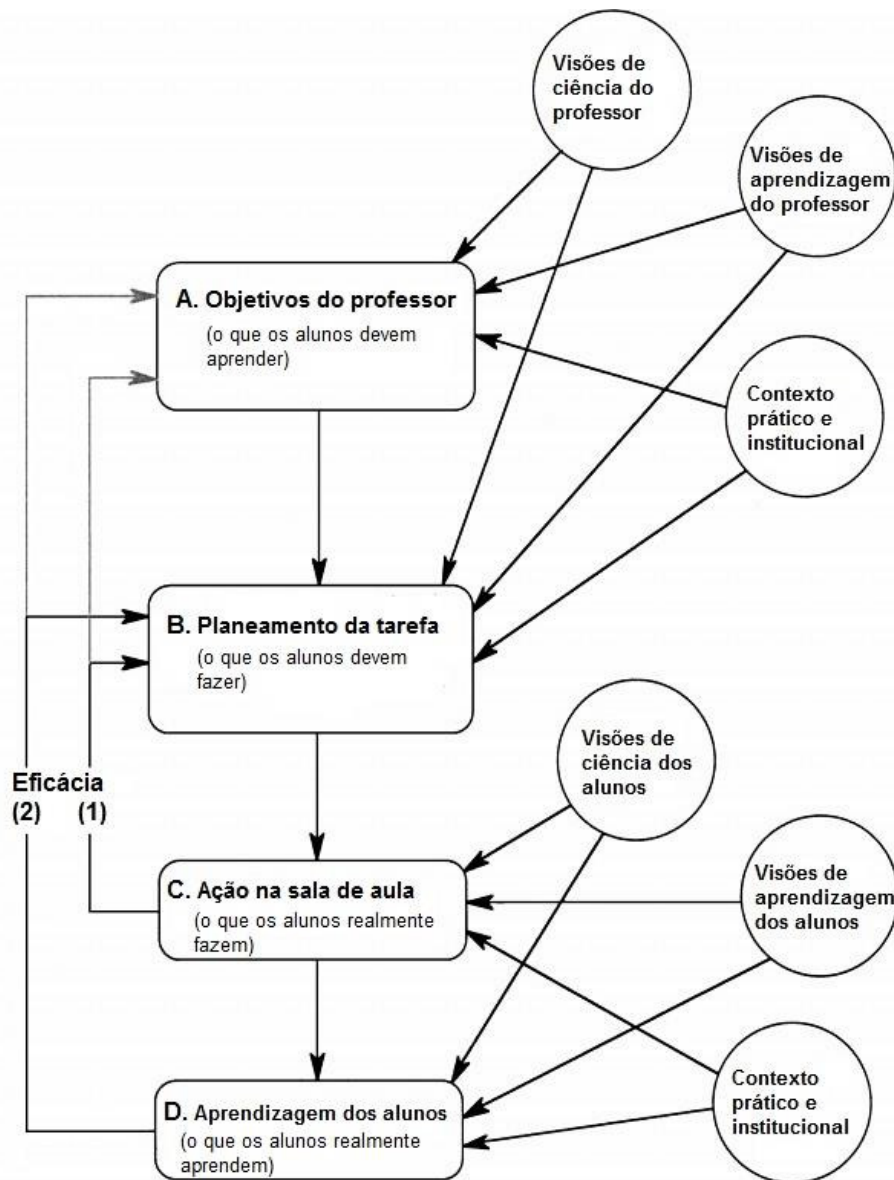 Visões de
ciência do
professor
Visões de
aprendizagem
do professor
A. Objetivos do professor
(o que os alunos devem
aprender)
Contexto
prático e
institucional
B. Planeamento da tarefa
(o que os alunos devem
fazer)
Visões de
ciência dos
alunos
Eficácia
(2) (1)
C. Ação na sala de aula
(o que os alunos realmente
fazem)
Visões de
aprendizagem
dos alunos
D. Aprendizagem dos alunos
(o que os alunos realmente
aprendem)
Contexto
prático e
institucional